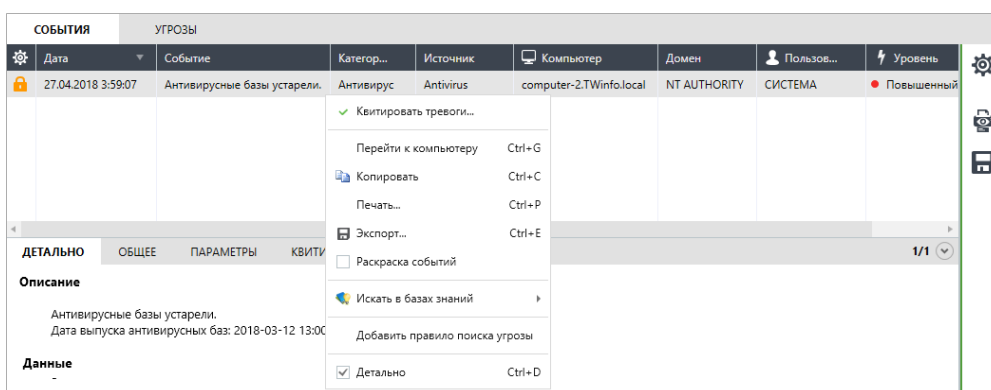 СОБЫТИЯ УГРОЗЫ
Дата Событие Категор... Источник Компьютер Домен Пользов... Уровень
27.04.2018 3:59:07 Антивирусные базы устарели. Антивирус Antivirus computer-2.TWinfo.local NT AUTHORITY СИСТЕМА Повышенный
Квитировать тревоги...
Перейти к компьютеру Ctrl+G
Копировать Ctrl+C
Печать... Ctrl+P
Экспорт... Ctrl+E
Раскраска событий
Искать в базах знаний
Добавить правило поиска угрозы
Детально Ctrl+D
ДЕТАЛЬНО ОБЩЕЕ ПАРАМЕТРЫ КВИТИ 1/1
Описание
Антивирусные базы устарели.
Дата выпуска антивирусных баз: 2018-03-12 13:00
Данные